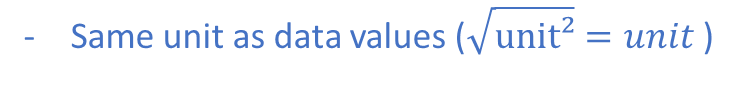 - Same unit as data values (√unit² = unit )